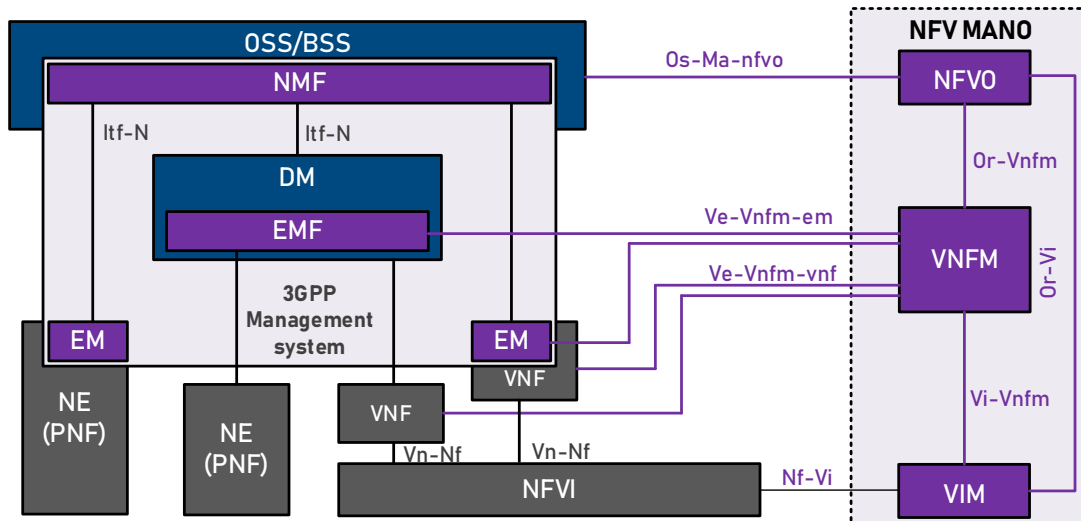 OSS/BSS
NFV MANO
NMF
Os-Ma-nfvo
NFVO
Itf-N
Itf-N
Or-Vnfm
DM
EMF
Ve-Vnfm-em
VNFM
Or-Vi
Ve-Vnfm-vnf
3GPP
Management
system
EM
EM
VNF
NE
(PNF)
NE
(PNF)
VNF
Vi-Vnfm
Vn-Nf
Vn-Nf
NFVI
Nf-Vi
VIM